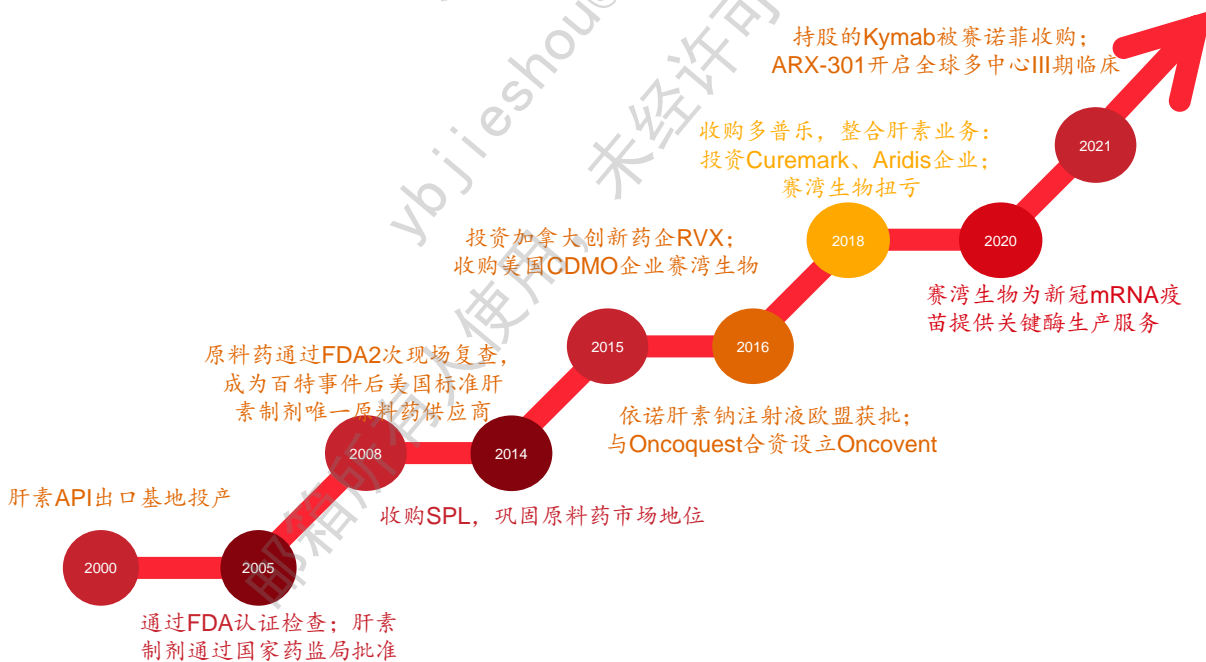 持股的Kymab被赛诺菲收购；
ARX-301开启全球多中心III期临床
2021
收购多普乐，整合肝素业务：
投资Curemark、Aridis企业；
赛湾生物扭亏
2018
2020
赛湾生物为新冠mRNA疫
苗提供关键酶生产服务
投资加拿大创新药企RVX；
收购美国CDMO企业赛湾生物
2015
2016
依诺肝素钠注射液欧盟获批；
与Oncoquest合资设立Oncovent
原料药通过FDA2次现场复查，
成为百特事件后美国标准肝
素制剂唯一原料药供应商
2008
2014
收购SPL，巩固原料药市场地位
肝素API出口基地投产
2000
2005
通过FDA认证检查；肝素
制剂通过国家药监局批准
ybjieshou@
邮箱所有人使用，未经许可